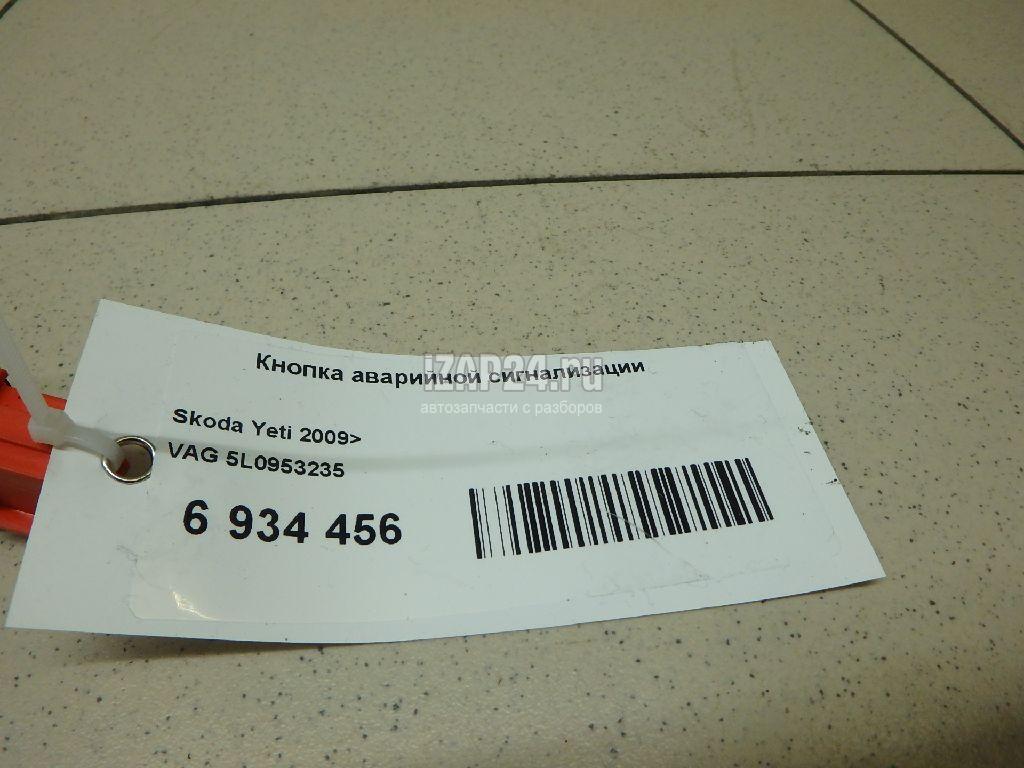 Кнопка аварийной сигнализации
iZAP24.ru
автозапчасти с разборов
Skoda Yeti 2009>
VAG 5L0953235
6 934 456